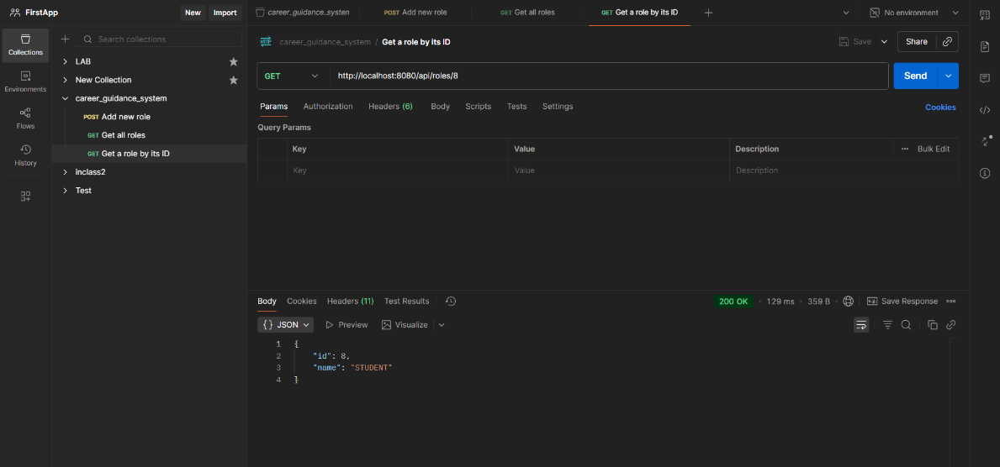 FirstApp
New
Import
career_guidance_system
POST Add new role
GET Get all roles
GET Get a role by its ID
No environment
Collections
Environments
Flows
History
Search collections
LAB
New Collection
career_guidance_system
POST Add new role
GET Get all roles
GET Get a role by its ID
inclass2
Test
HTTP career_guidance_system / Get a role by its ID
Save
Share
GET
http://localhost:8080/api/roles/8
Send
Params Authorization Headers (6) Body Scripts Tests Settings
Cookies
Query Params
Key Value Description Bulk Edit
Key Value Description
Body Cookies Headers (11) Test Results
200 OK • 129 ms • 359 B
Save Response
{} JSON Preview Visualize
1 {
2 "id": 8,
3 "name": "STUDENT"
4 }